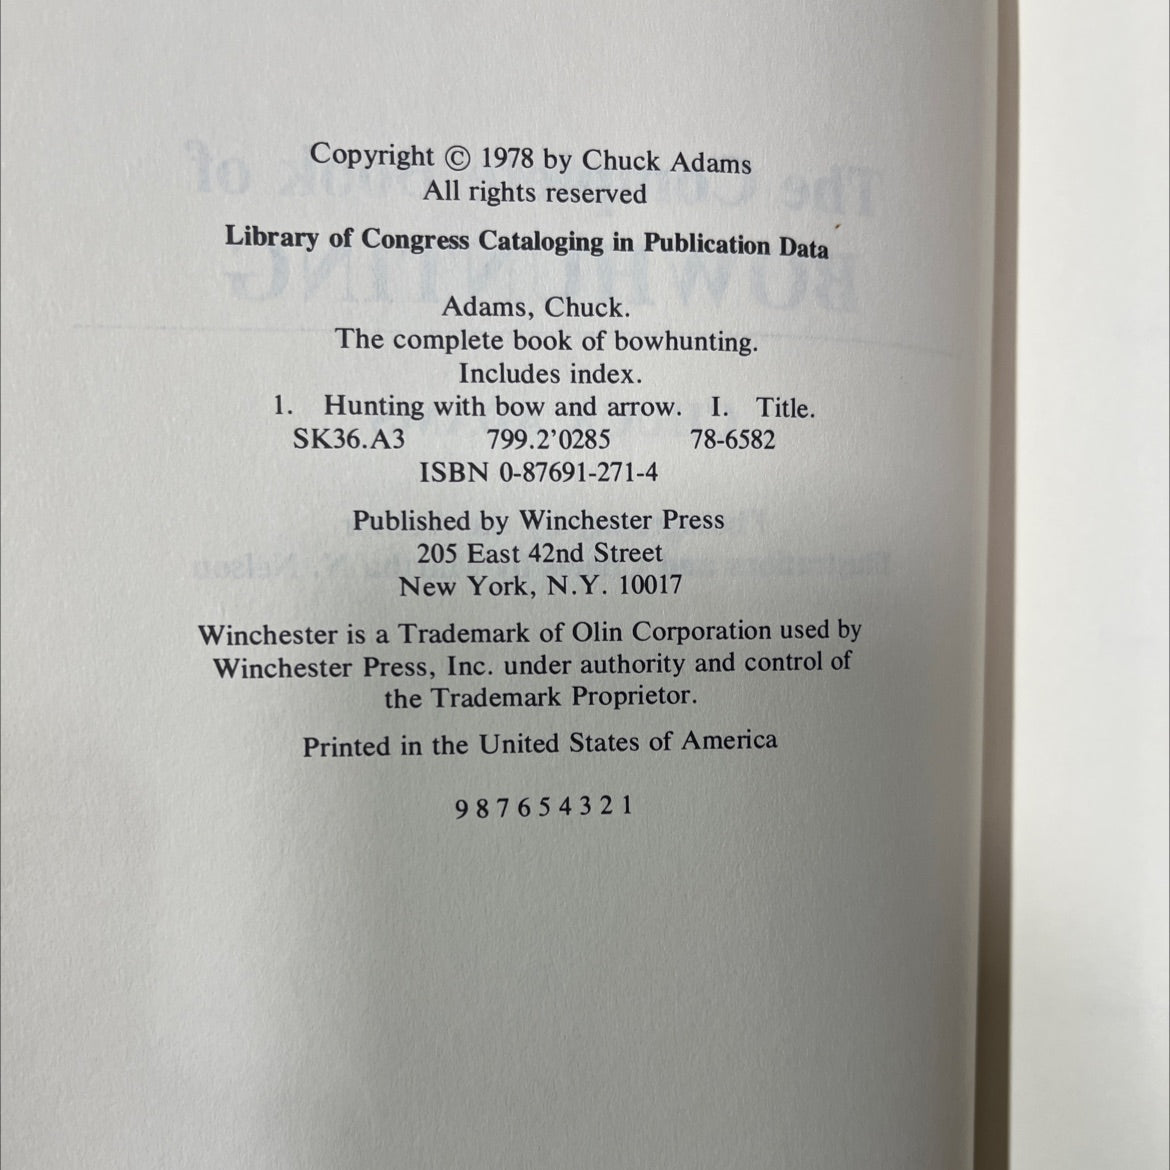 Copyright © 1978 by Chuck Adams
All rights reserved
Library of Congress Cataloging in Publication Data
Adams, Chuck.
The complete book of bowhunting.
Includes index.
1. Hunting with bow and arrow. I. Title.
SK36.A3 799.2’0285 78-6582
ISBN 0-87691-271-4
Published by Winchester Press
205 East 42nd Street
New York, N.Y. 10017
Winchester is a Trademark of Olin Corporation used by
Winchester Press, Inc. under authority and control of
the Trademark Proprietor.
Printed in the United States of America
9 8 7 6 5 4 3 2 1